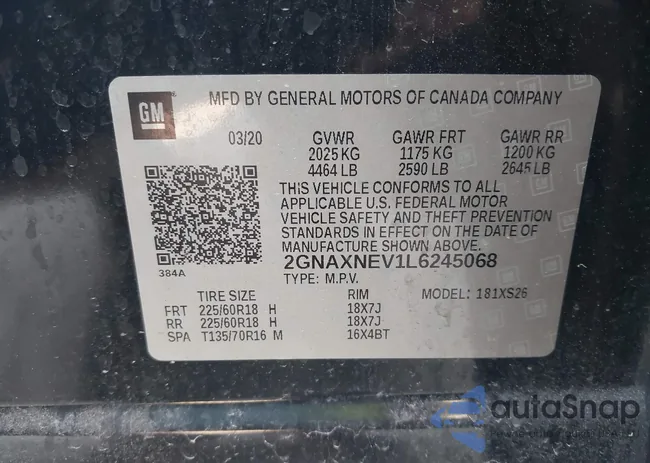 GM
MFD BY GENERAL MOTORS OF CANADA COMPANY
03/20 GVWR GAWR FRT GAWR RR
2025 KG 1175 KG 1200 KG
4464 LB 2590 LB 2645 LB
THIS VEHICLE CONFORMS TO ALL
APPLICABLE U.S. FEDERAL MOTOR
VEHICLE SAFETY AND THEFT PREVENTION
STANDARDS IN EFFECT ON THE DATE OF
MANUFACTURE SHOWN ABOVE.
384A
2GNAXNEV1L6245068
TYPE: M.P.V. MODEL: 181XS26
TIRE SIZE RIM
FRT 225/60R18 H 18X7J
RR 225/60R18 H 18X7J
SPA T135/70R16 M 16X4BT
autoSnap